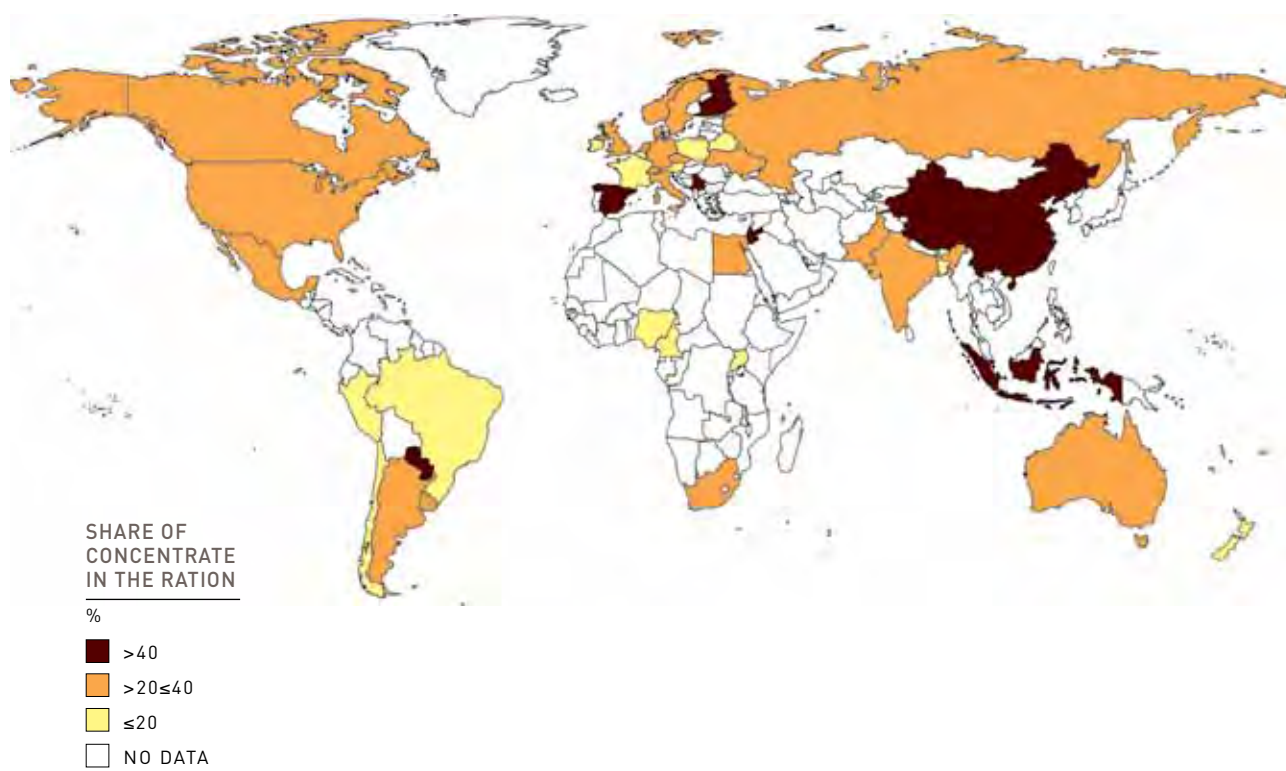 SHARE OF
CONCENTRATE
IN THE RATION
%
>40
>20≤40
≤20
NO DATA